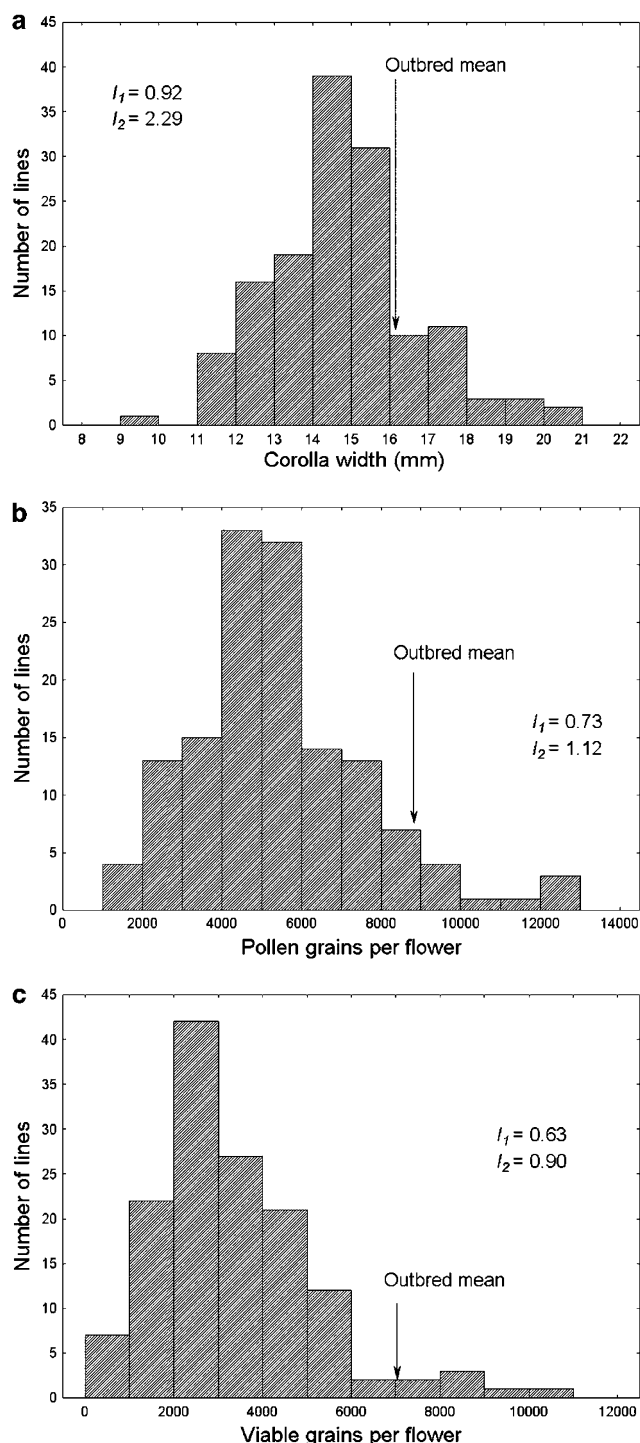 a
45
40
35
30
25
20
15
10
5
0
Number of lines
I1 = 0.92
I2 = 2.29
Outbred mean
8 9 10 11 12 13 14 15 16 17 18 19 20 21 22
Corolla width (mm)
b
35
30
25
20
15
10
5
0
Number of lines
Outbred mean
I1 = 0.73
I2 = 1.12
0 2000 4000 6000 8000 10000 12000 14000
Pollen grains per flower
c
45
40
35
30
25
20
15
10
5
0
Number of lines
I1 = 0.63
I2 = 0.90
Outbred mean
0 2000 4000 6000 8000 10000 12000
Viable grains per flower